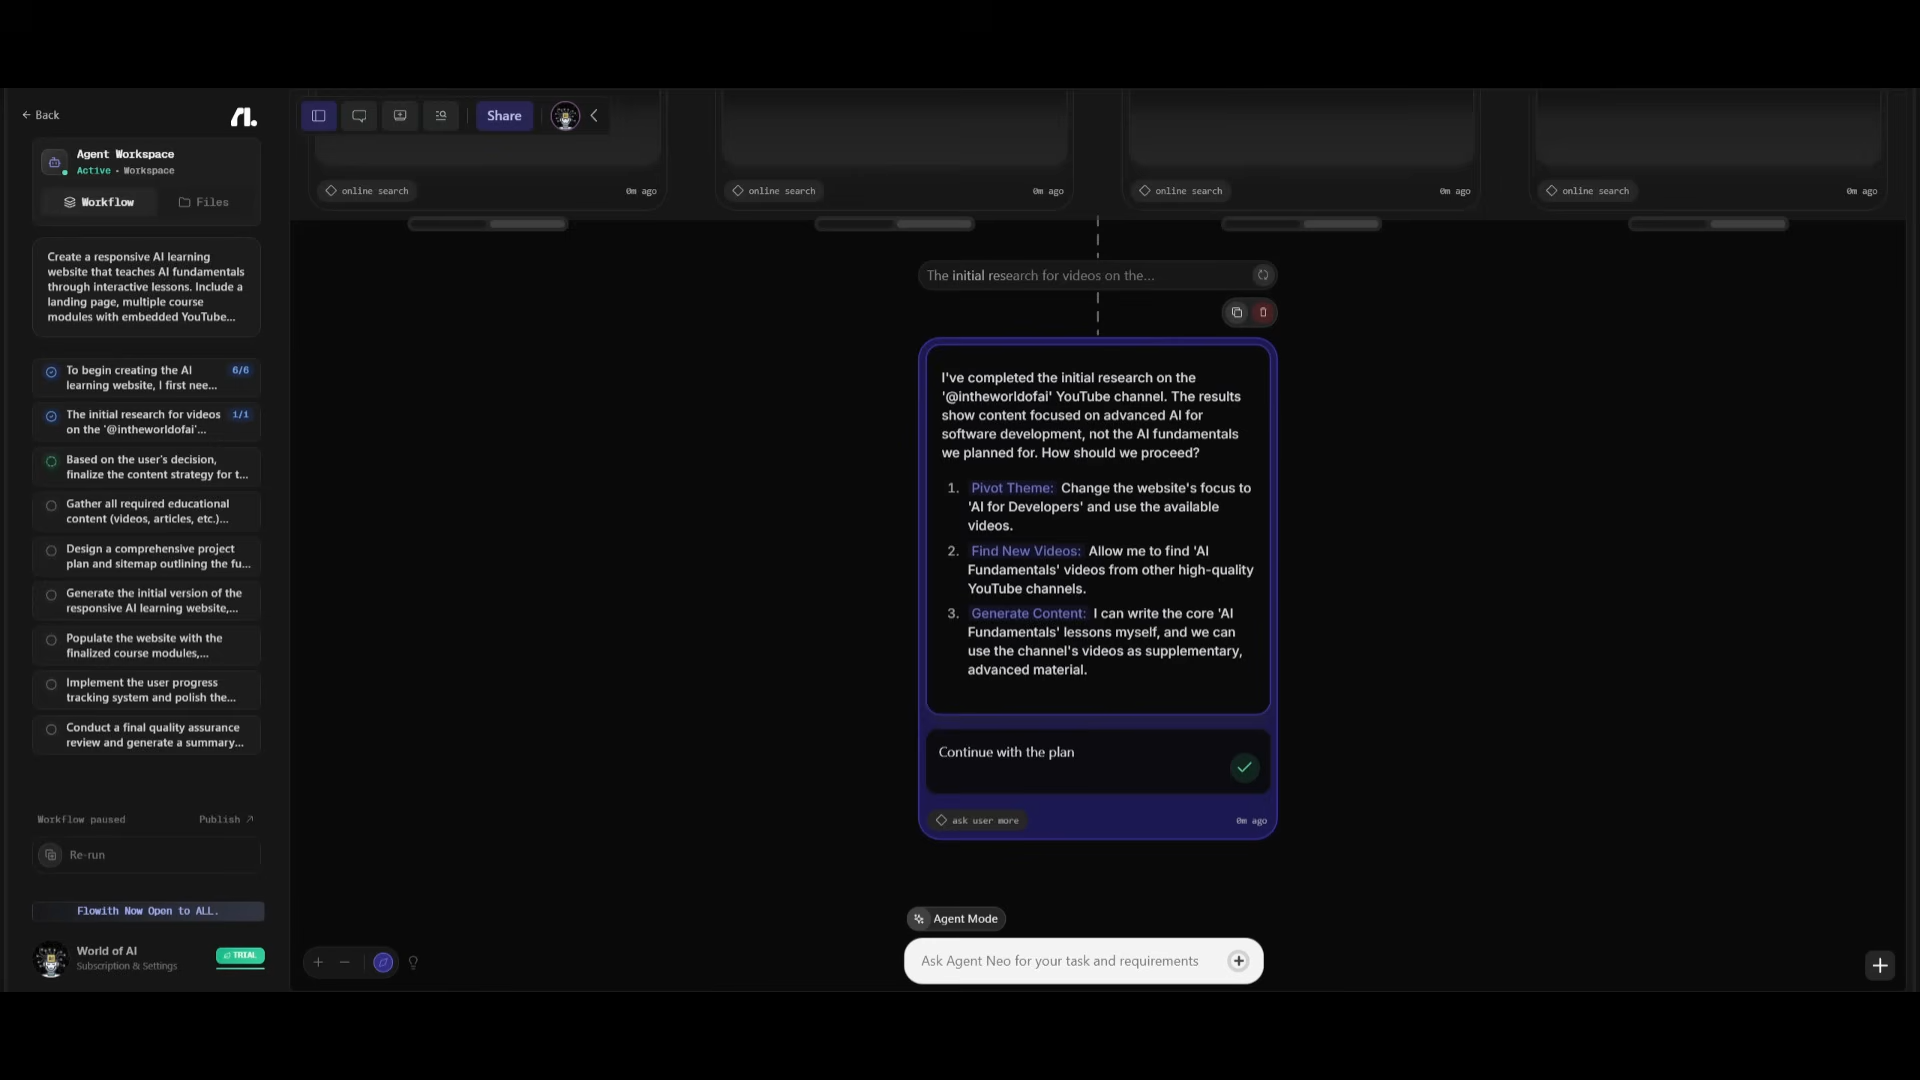 Back
Agent Workspace
Active - Workspace
Workflow
Files
Create a responsive AI learning
website that teaches AI fundamentals
through interactive lessons. Include a
landing page, multiple course
modules with embedded YouTube...
To begin creating the AI
learning website, I first nee...
6/6
The initial research for videos
on the '@intheworldofai'...
1/1
Based on the user's decision,
finalize the content strategy for t...
Gather all required educational
content (videos, articles, etc.)...
Design a comprehensive project
plan and sitemap outlining the fu...
Generate the initial version of the
responsive AI learning website,...
Populate the website with the
finalized course modules,...
Implement the user progress
tracking system and polish the...
Conduct a final quality assurance
review and generate a summary...
Workflow paused
Publish
Re-run
Flowith Now Open to ALL.
World of AI
Subscription & Settings
TRIAL
Share
online search
0m ago
online search
0m ago
online search
0m ago
online search
0m ago
The initial research for videos on the...
I've completed the initial research on the
'@intheworldofai' YouTube channel. The results
show content focused on advanced AI for
software development, not the AI fundamentals
we planned for. How should we proceed?
1. Pivot Theme: Change the website's focus to
'AI for Developers' and use the available
videos.
2. Find New Videos: Allow me to find 'AI
Fundamentals' videos from other high-quality
YouTube channels.
3. Generate Content: I can write the core 'AI
Fundamentals' lessons myself, and we can
use the channel's videos as supplementary,
advanced material.
Continue with the plan
ask user more
0m ago
Agent Mode
Ask Agent Neo for your task and requirements